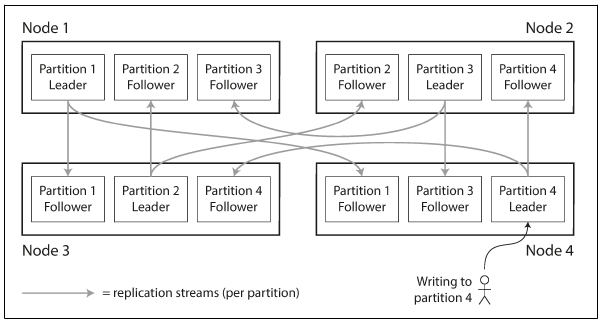 Node 1
Node 2
Partition 1
Leader
Partition 2
Follower
Partition 3
Follower
Partition 2
Follower
Partition 3
Leader
Partition 4
Follower
Partition 1
Follower
Partition 2
Leader
Partition 4
Follower
Partition 1
Follower
Partition 3
Follower
Partition 4
Leader
Node 3
Node 4
= replication streams (per partition)
Writing to
partition 4